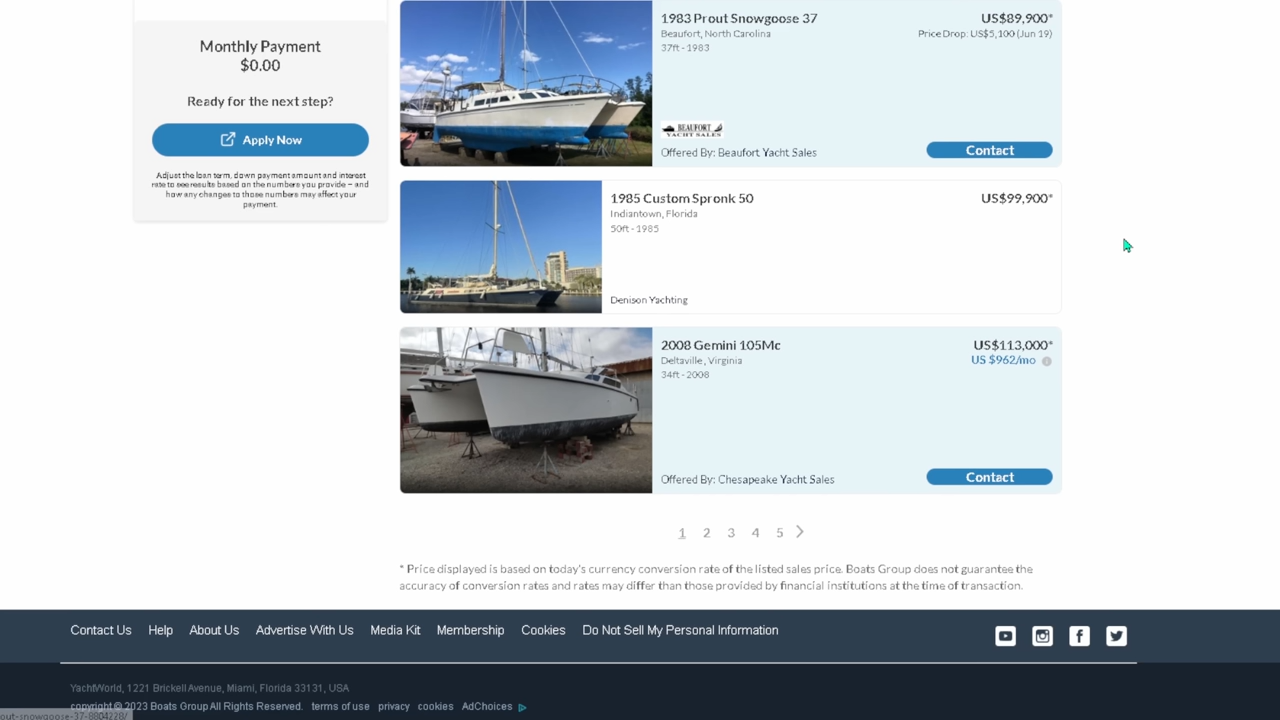 Monthly Payment
$0.00
Ready for the next step?
Apply Now
Adjust the loan term, down payment amount and interest
rate to see results based on the numbers you provide – and
how any changes to those numbers may affect your
payment.
1983 Prout Snowgoose 37
US$89,900*
Beaufort, North Carolina
Price Drop: US$5,100 (Jun 19)
37ft - 1983
BEAUFORT
YACHT SALES
Offered By: Beaufort Yacht Sales
Contact
1985 Custom Spronk 50
US$99,900*
Indiantown, Florida
50ft - 1985
Denison Yachting
2008 Gemini 105Mc
US$113,000*
Deltaville, Virginia
US $962/mo
34ft - 2008
Offered By: Chesapeake Yacht Sales
Contact
1 2 3 4 5
* Price displayed is based on today's currency conversion rate of the listed sales price. Boats Group does not guarantee the
accuracy of conversion rates and rates may differ than those provided by financial institutions at the time of transaction.
Contact Us Help About Us Advertise With Us Media Kit Membership Cookies Do Not Sell My Personal Information
YachtWorld, 1221 Brickell Avenue, Miami, Florida 33131, USA
copyright © 2023 Boats Group All Rights Reserved. terms of use privacy cookies AdChoices